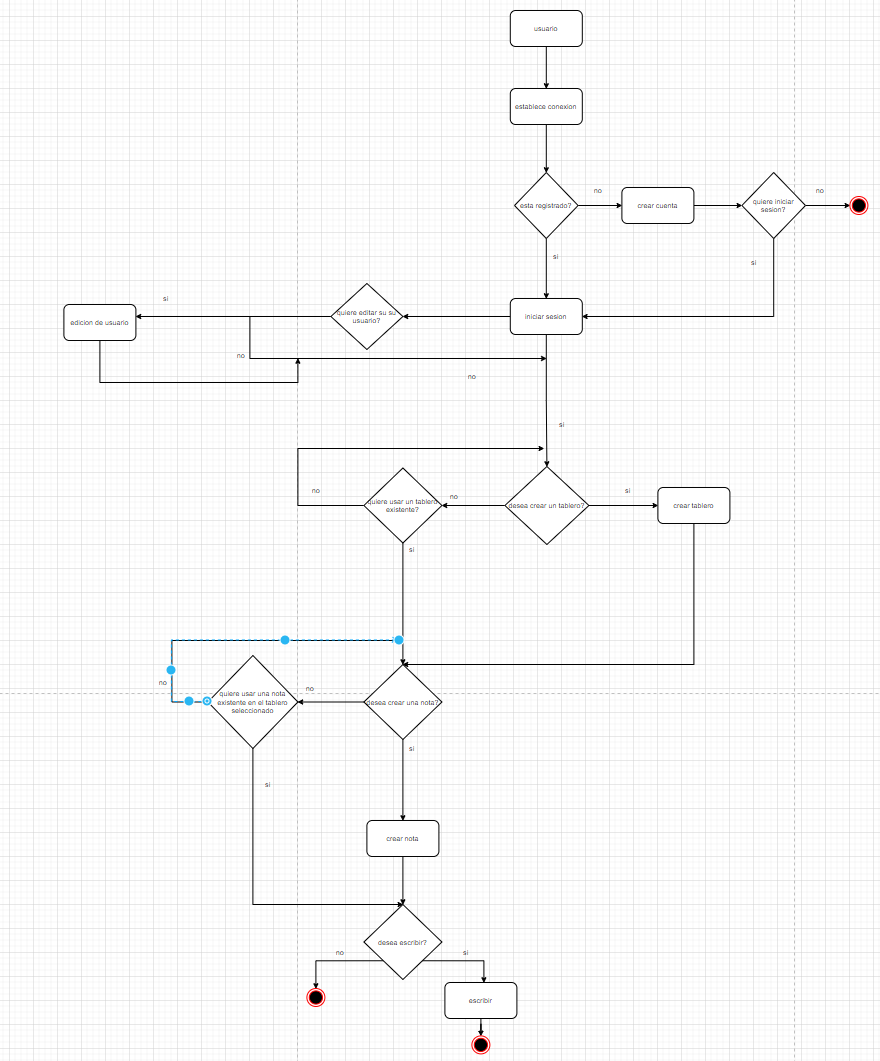 usuario
establece conexion
esta registrado?
no
crear cuenta
quiere iniciar
sesion?
no
si
si
edicion de usuario
si
quiere editar su su
usuario?
iniciar sesion
no
no
si
no
quiere usar un tablero
existente?
no
desea crear un tablero?
si
crear tablero
si
no
quiere usar una nota
existente en el tablero
seleccionado
no
desea crear una nota?
si
si
crear nota
desea escribir?
no
si
escribir